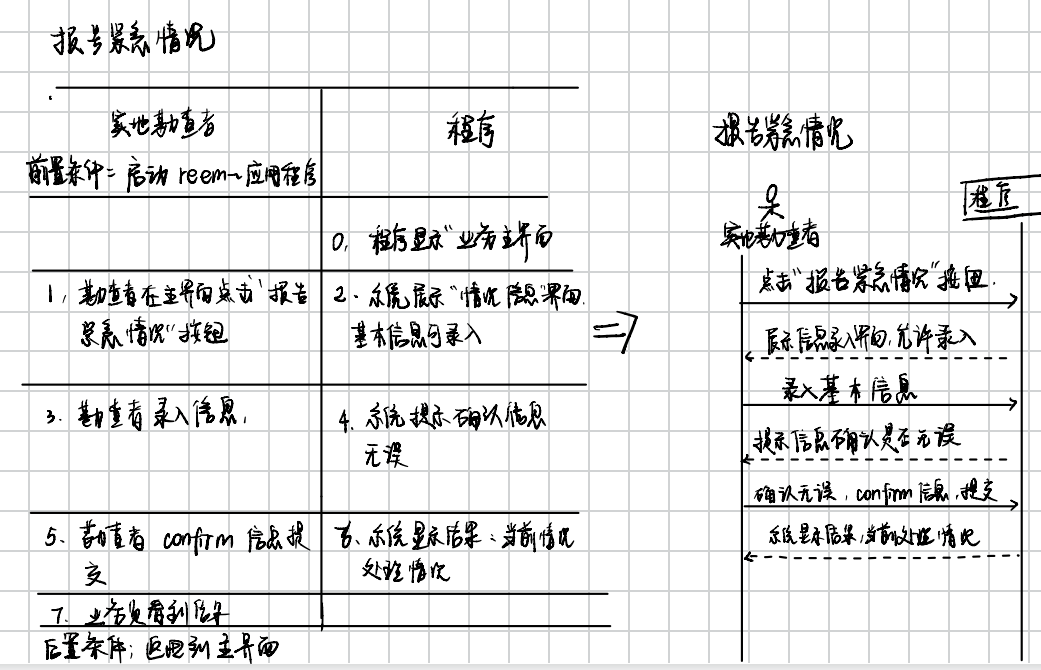 报告紧急情况
实地勘查者
程序
前置条件: 启动 reem~应用程序
0, 程序显示"业务主界面
1, 勘查者在主界面点击"报告
紧急情况"按钮
2. 系统展示"情况信息"界面.
基本信息可录入
3. 勘查者录入信息,
4. 系统提示确认信息
无误
5、勘查者 confirm 信息提
交
6、系统显示结果:当前情况
处理情况
7. 业务员看到结果
后置条件; 返回到主界面
报告紧急情况
程序
实地勘查者
点击"报告紧急情况"按钮.
展示信息录入界面,允许录入
录入基本信息
提示信息确认是否无误
确认无误, confirm 信息,提交
系统显示结果,当前处理情况